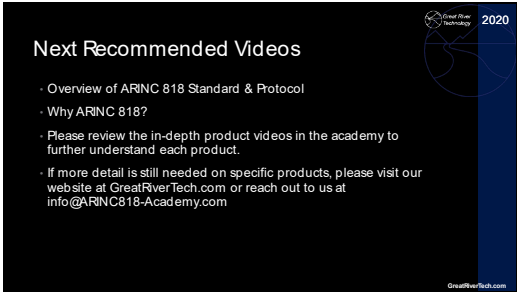 Great River
Technology
2020
Next Recommended Videos
• Overview of ARINC 818 Standard & Protocol
• Why ARINC 818?
• Please review the in-depth product videos in the academy to
further understand each product.
• If more detail is still needed on specific products, please visit our
website at GreatRiverTech.com or reach out to us at
info@ARINC818-Academy.com
GreatRiverTech.com